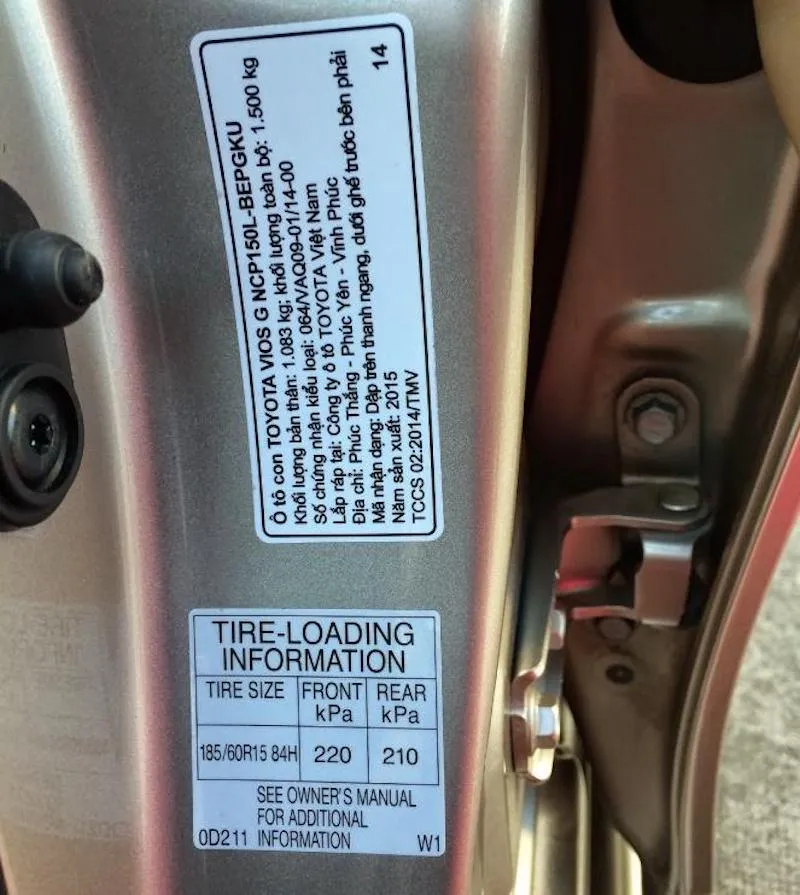 Ô tô con TOYOTA VIOS G NCP150L-BEPGKU
Khối lượng bản thân: 1.083 kg; khối lượng toàn bộ: 1.500 kg
Số chứng nhận kiểu loại: 064/VAQ09-01/14-00
Lắp ráp tại: Công ty ô tô TOYOTA Việt Nam
Địa chỉ: Phúc Thắng - Phúc Yên - Vĩnh Phúc
Mã nhận dạng: Dập trên thanh ngang, dưới ghế trước bên phải
Năm sản xuất: 2015
TCCS 02:2014/TMV
14
TIRE-LOADING
INFORMATION
TIRE SIZE FRONT kPa REAR kPa
185/60R15 84H 220 210
SEE OWNER'S MANUAL
FOR ADDITIONAL
0D211 INFORMATION W1